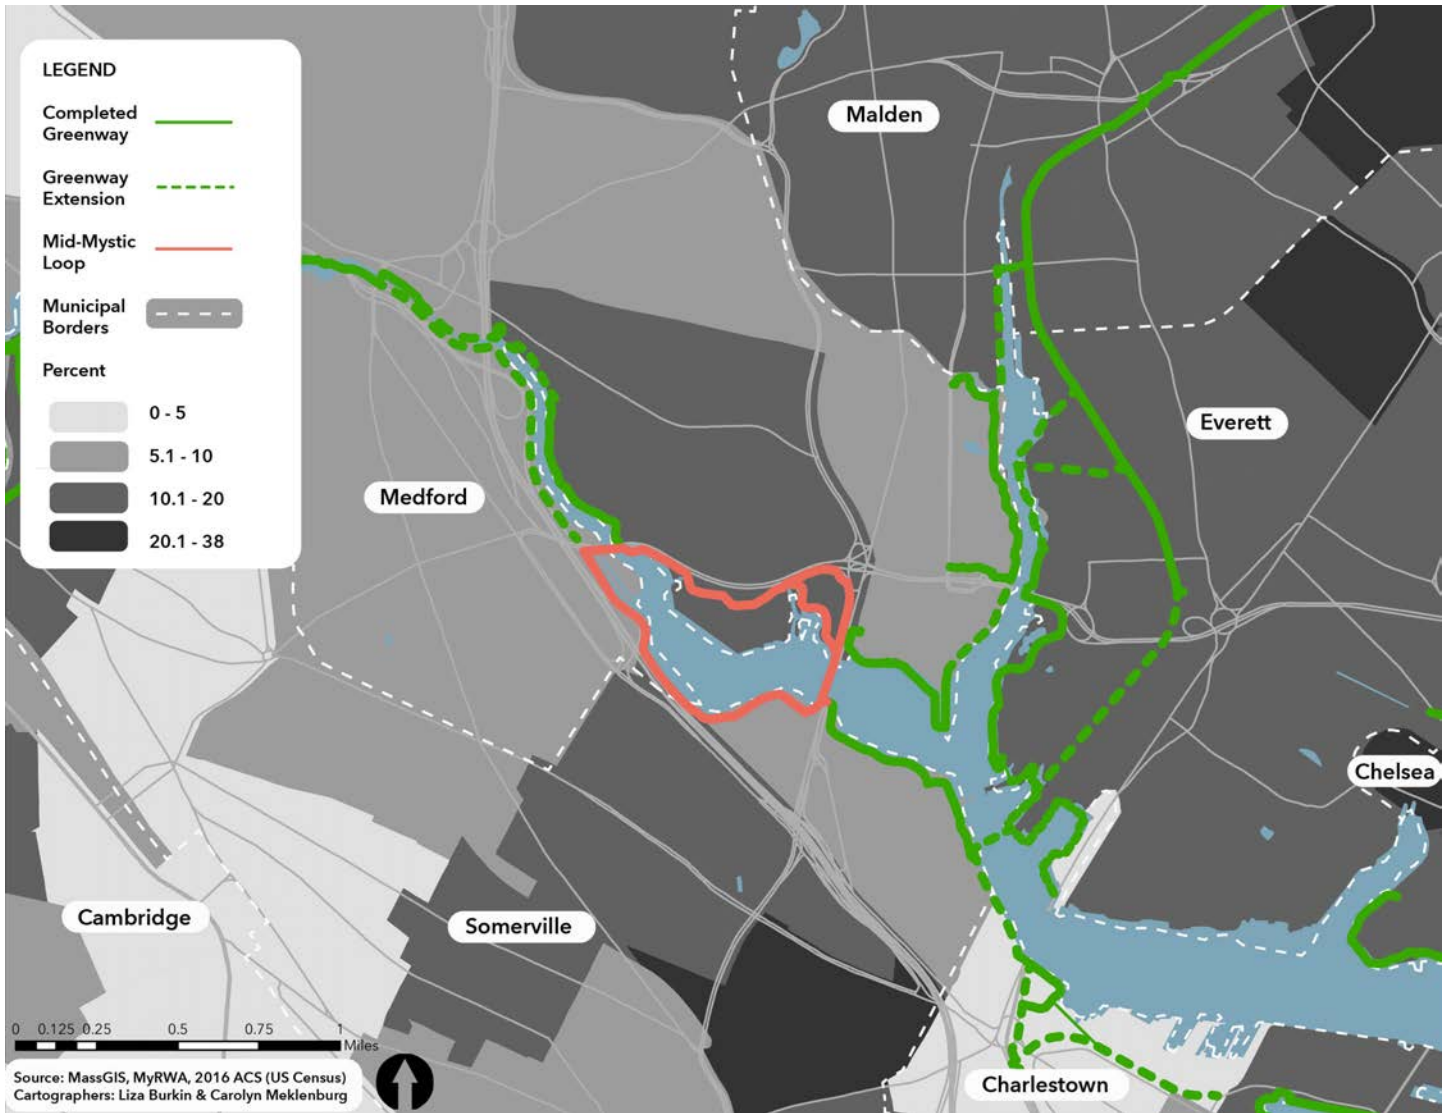 LEGEND
Completed
Greenway
Greenway
Extension
Mid-Mystic
Loop
Municipal
Borders
Percent
0 - 5
5.1 - 10
10.1 - 20
20.1 - 38
Malden
Everett
Medford
Chelsea
Cambridge
Somerville
Charlestown
0 0.125 0.25 0.5 0.75 1
Miles
Source: MassGIS, MyRWA, 2016 ACS (US Census)
Cartographers: Liza Burkin & Carolyn Meklenburg